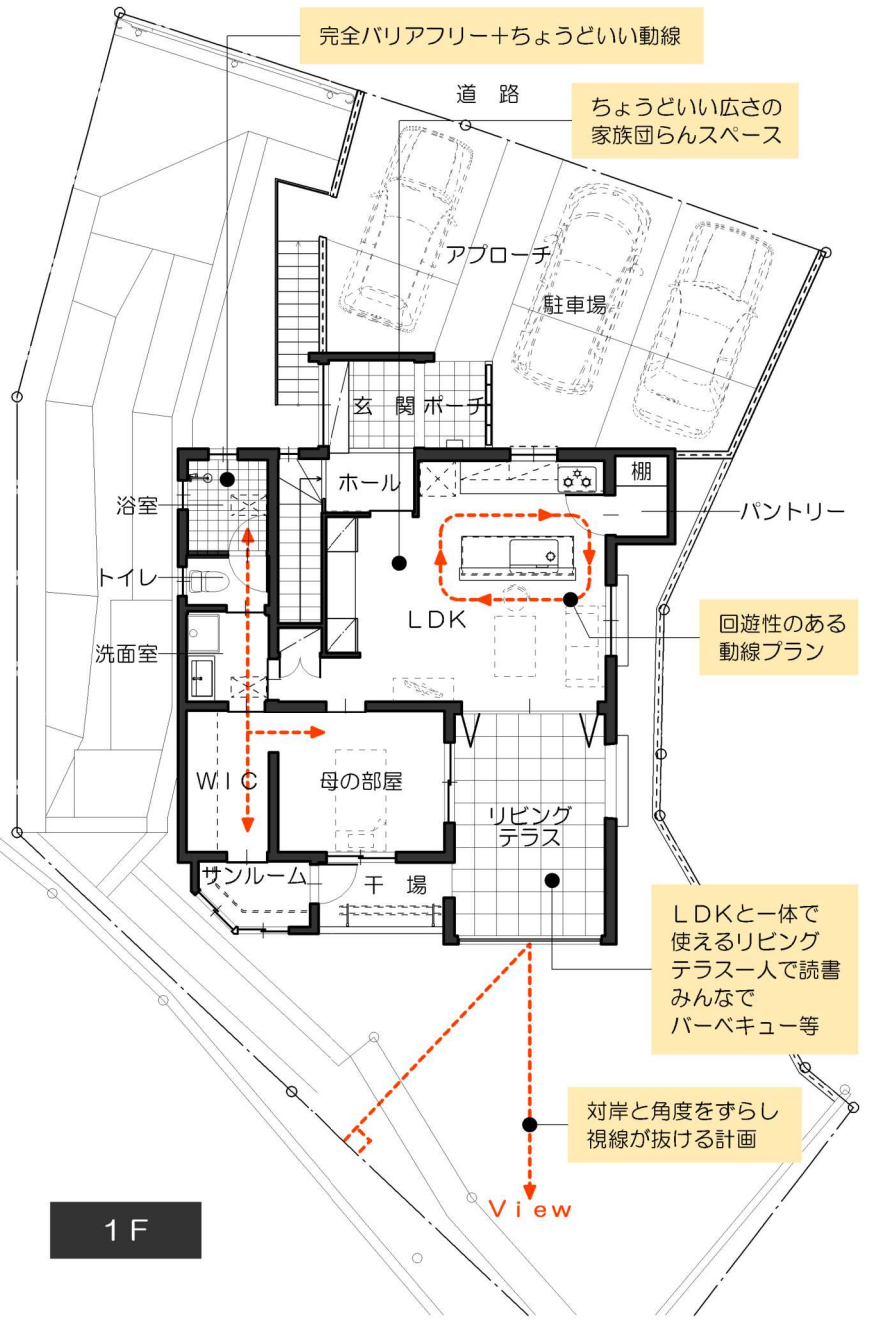 完全バリアフリー＋ちょうどいい動線
道 路
ちょうどいい広さの
家族団らんスペース
アプローチ
駐車場
玄 関
ポーチ
ホール
棚
浴室
パントリー
トイレ
LDK
洗面室
回遊性のある
動線プラン
WIC
母の部屋
リビング
テラス
サンルーム
干 場
LDKと一体で
使えるリビング
テラス一人で読書
みんなで
バーベキュー等
対岸と角度をずらし
視線が抜ける計画
View
1F